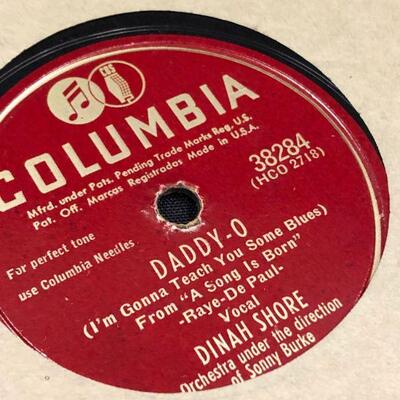 CBS
COLUMBIA
Mfrd. under Pats. Pending Trade Marks Reg. U.S.
Pat. Off. Marcas Registradas Made in U.S.A.
38284
(HCO 2718)
For perfect tone
use Columbia Needles
DADDY-O
(I'm Gonna Teach You Some Blues)
From "A Song Is Born"
-Raye-De Paul-
Vocal
DINAH SHORE
Orchestra under the direction
of Sonny Burke